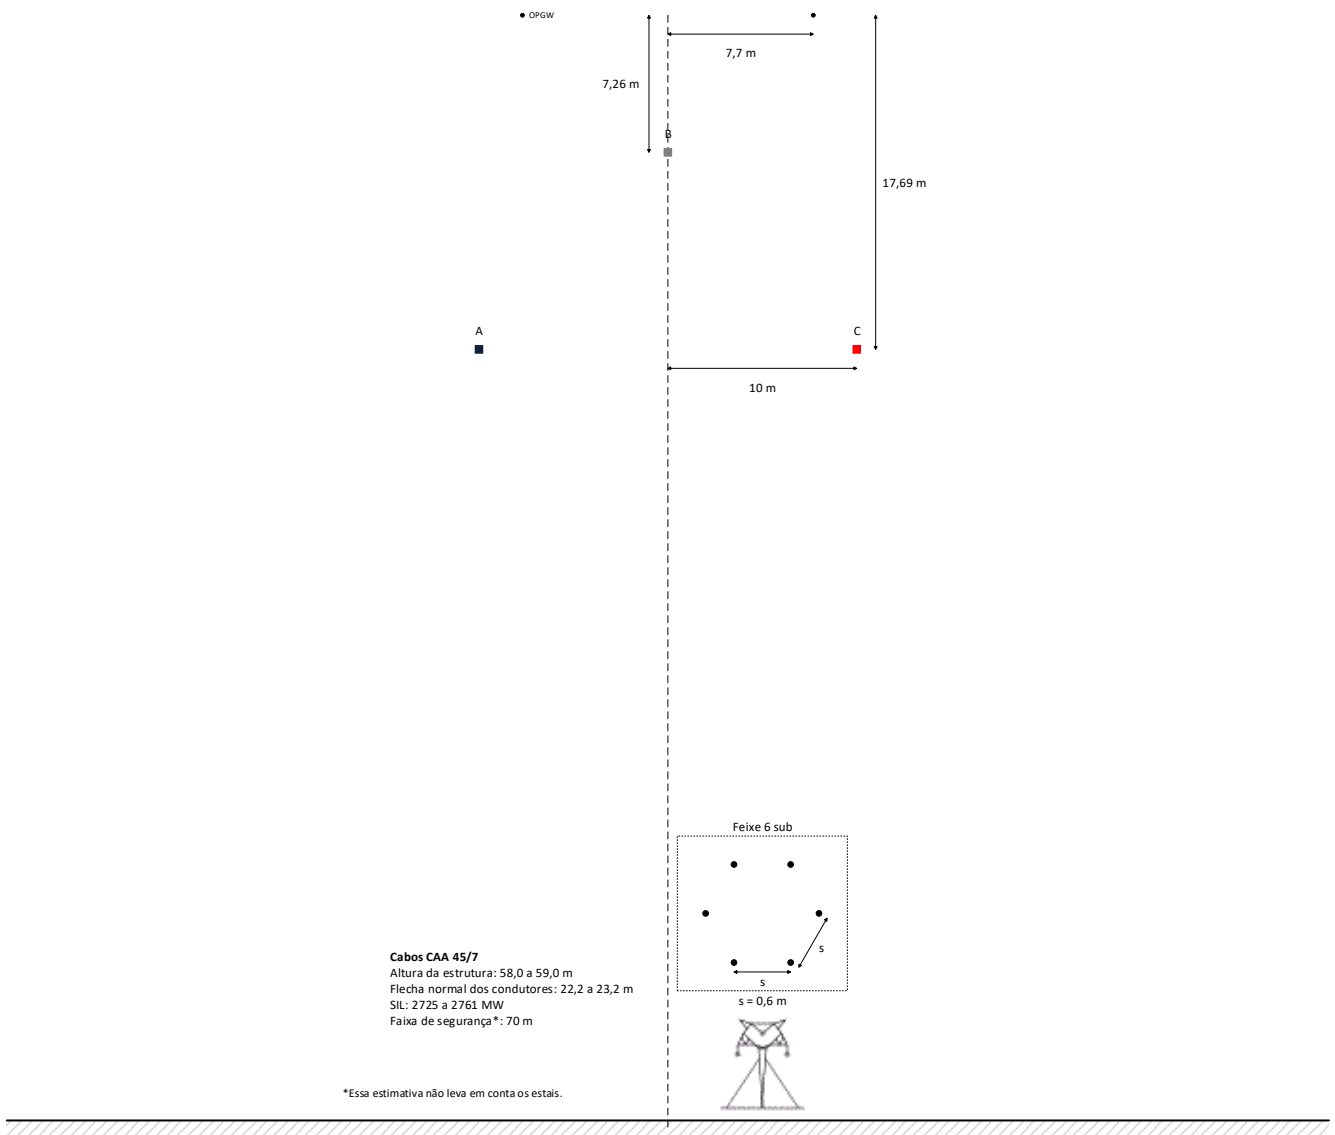 OPGW
7,7 m
7,26 m
B
17,69 m
A
C
10 m
Feixe 6 sub
s
s
s = 0,6 m
Cabos CAA 45/7
Altura da estrutura: 58,0 a 59,0 m
Flecha normal dos condutores: 22,2 a 23,2 m
SIL: 2725 a 2761 MW
Faixa de segurança*: 70 m
*Essa estimativa não leva em conta os estais.